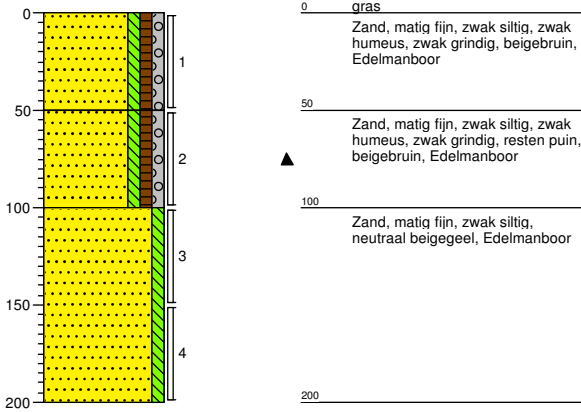 0
50
100
150
200
1
2
3
4
0
gras
Zand, matig fijn, zwak siltig, zwak
humeus, zwak grindig, beigebruin,
Edelmanboor
50
Zand, matig fijn, zwak siltig, zwak
humeus, zwak grindig, resten puin,
beigebruin, Edelmanboor
100
Zand, matig fijn, zwak siltig,
neutraal beigegeel, Edelmanboor
200